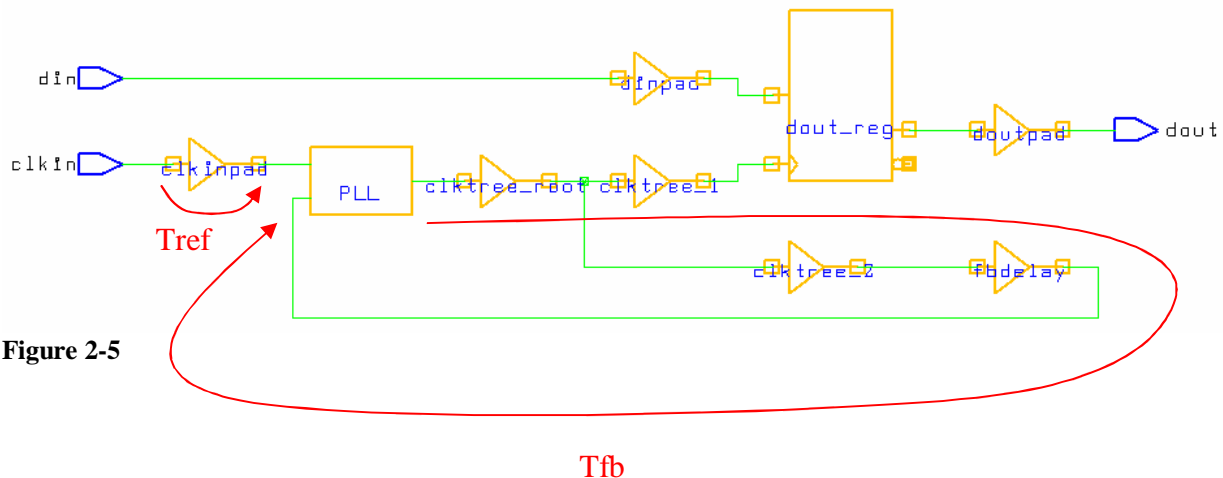 din
dinpad
dout_reg
doutpad
dout
clkin
clkinpad
PLL
clktree_root
clktree_1
Tref
clktree_2
fbdelay
Figure 2-5
Tfb